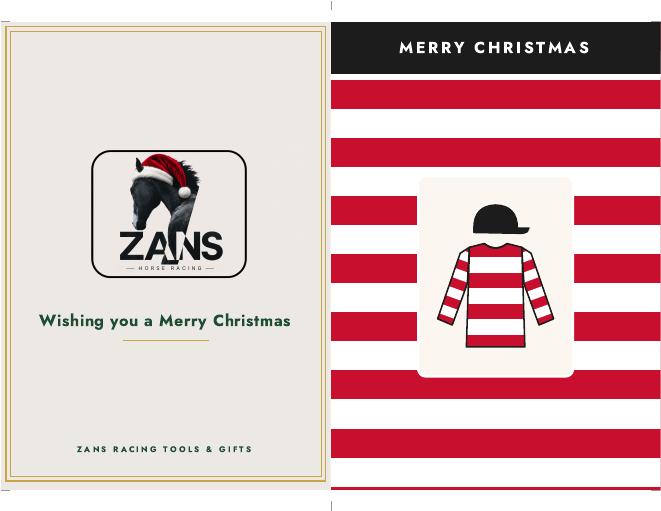 ZANS
HORSE RACING
Wishing you a Merry Christmas
ZANS RACING TOOLS & GIFTS
MERRY CHRISTMAS